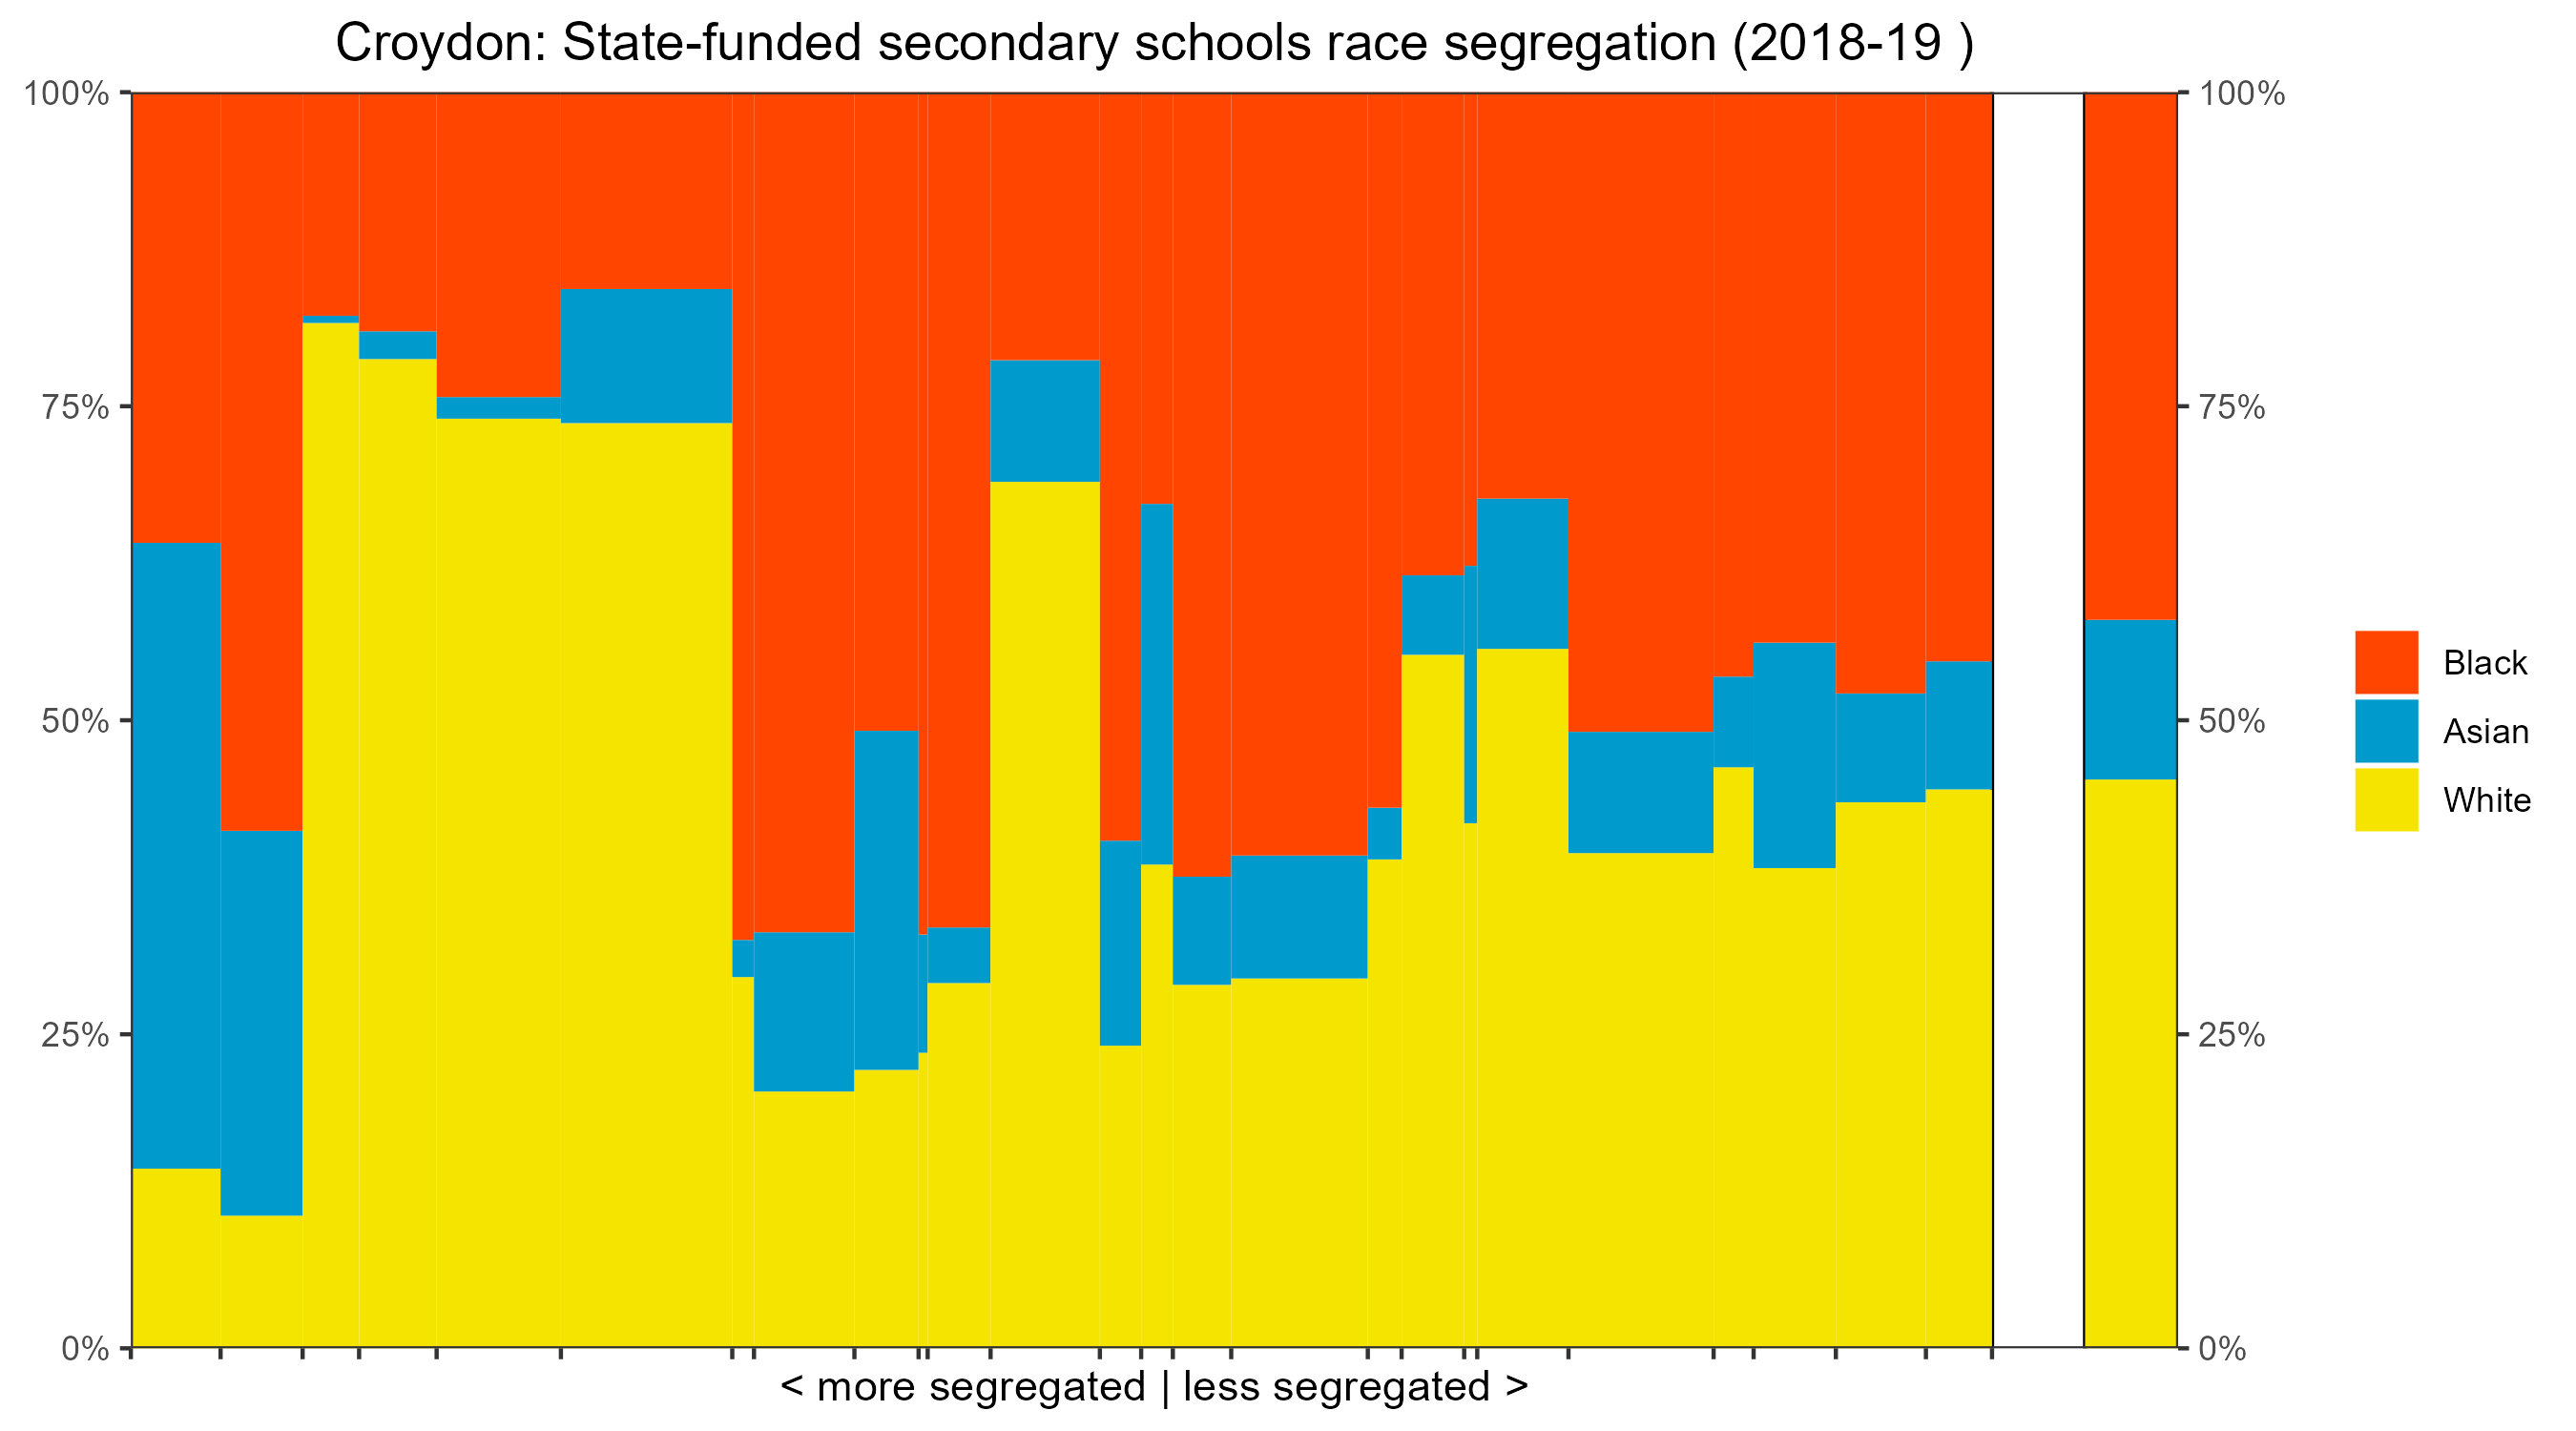 Croydon: State-funded secondary schools race segregation (2018-19 )
100%
75%
50%
25%
0%
100%
75%
50%
25%
0%
Black
Asian
White
< more segregated | less segregated >